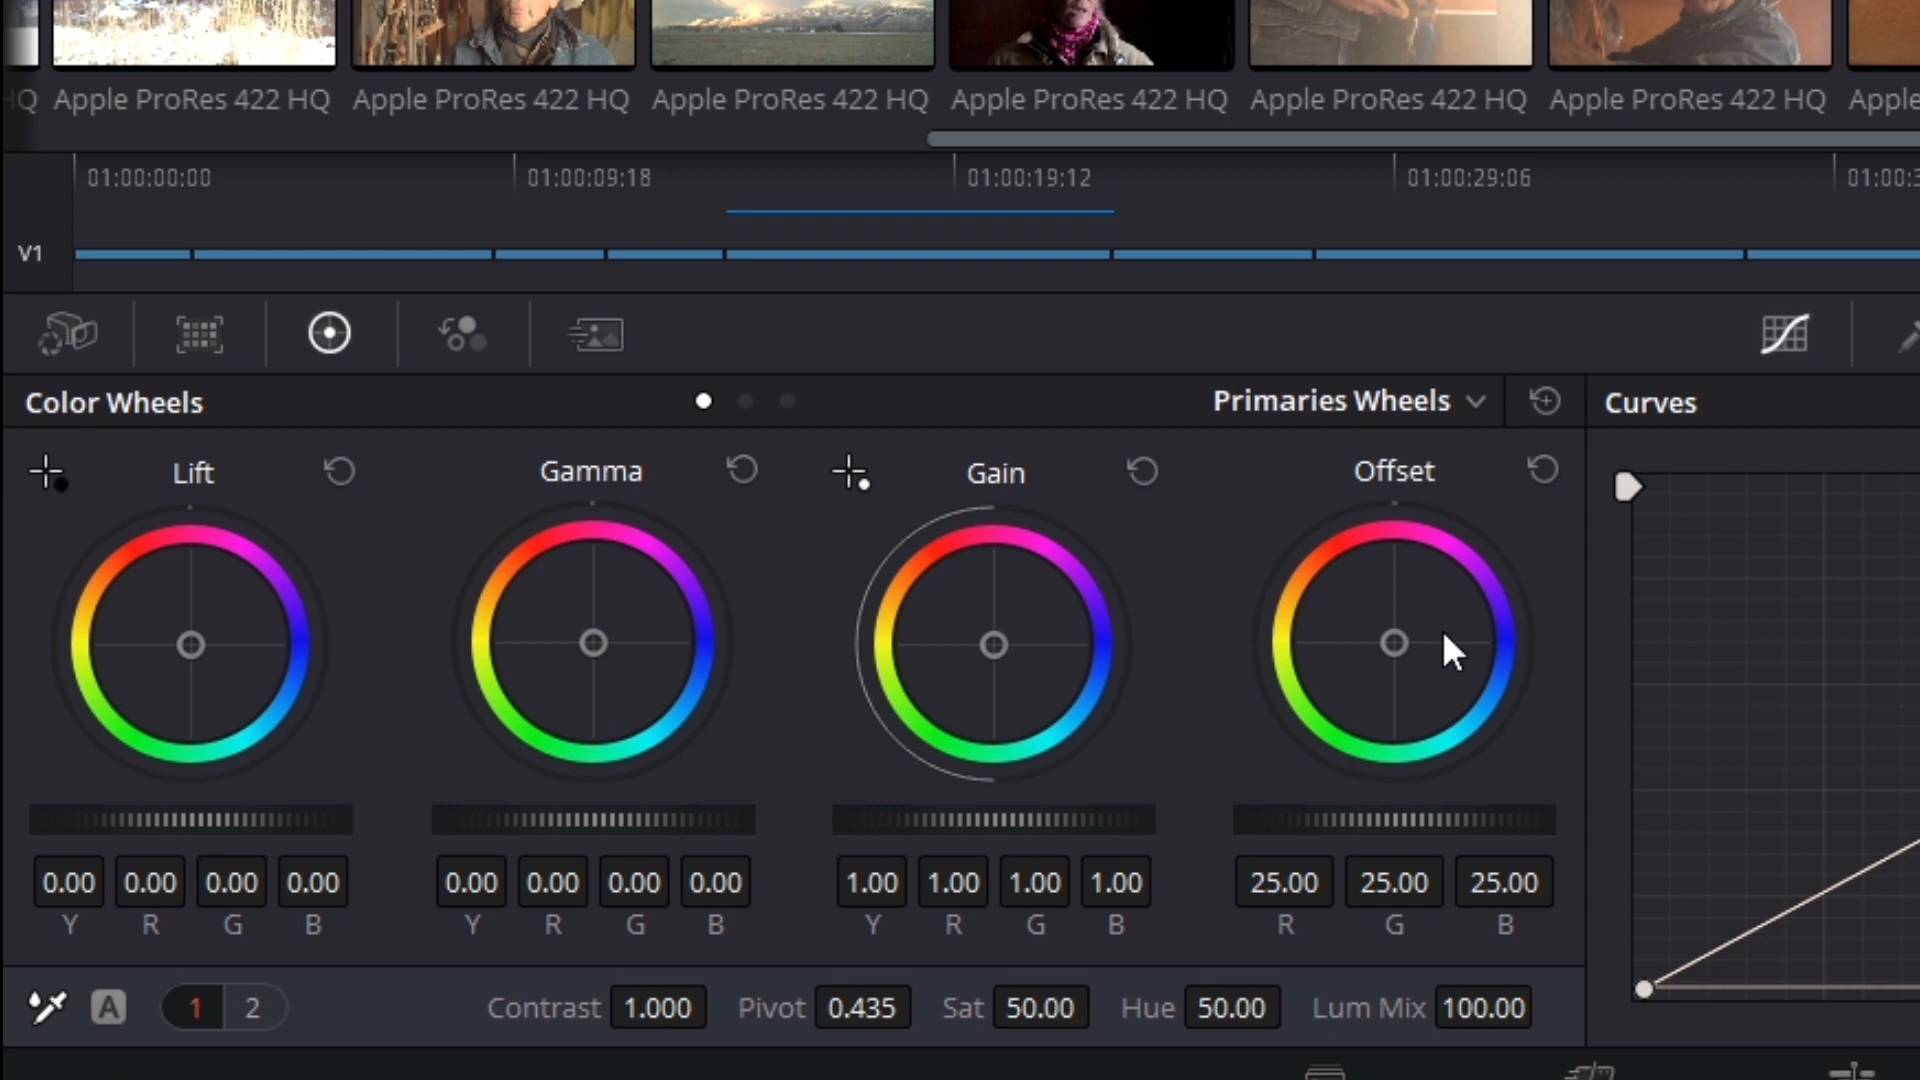 HQ Apple ProRes 422 HQ Apple ProRes 422 HQ Apple ProRes 422 HQ Apple ProRes 422 HQ Apple ProRes 422 HQ Apple ProRes 422 HQ Apple
01:00:00:00 01:00:09:18 01:00:19:12 01:00:29:06 01:00:3
V1
Color Wheels Primaries Wheels Curves
Lift Gamma Gain Offset
0.00 0.00 0.00 0.00 0.00 0.00 0.00 0.00 1.00 1.00 1.00 1.00 25.00 25.00 25.00
Y R G B Y R G B Y R G B R G B
A 1 2 Contrast 1.000 Pivot 0.435 Sat 50.00 Hue 50.00 Lum Mix 100.00